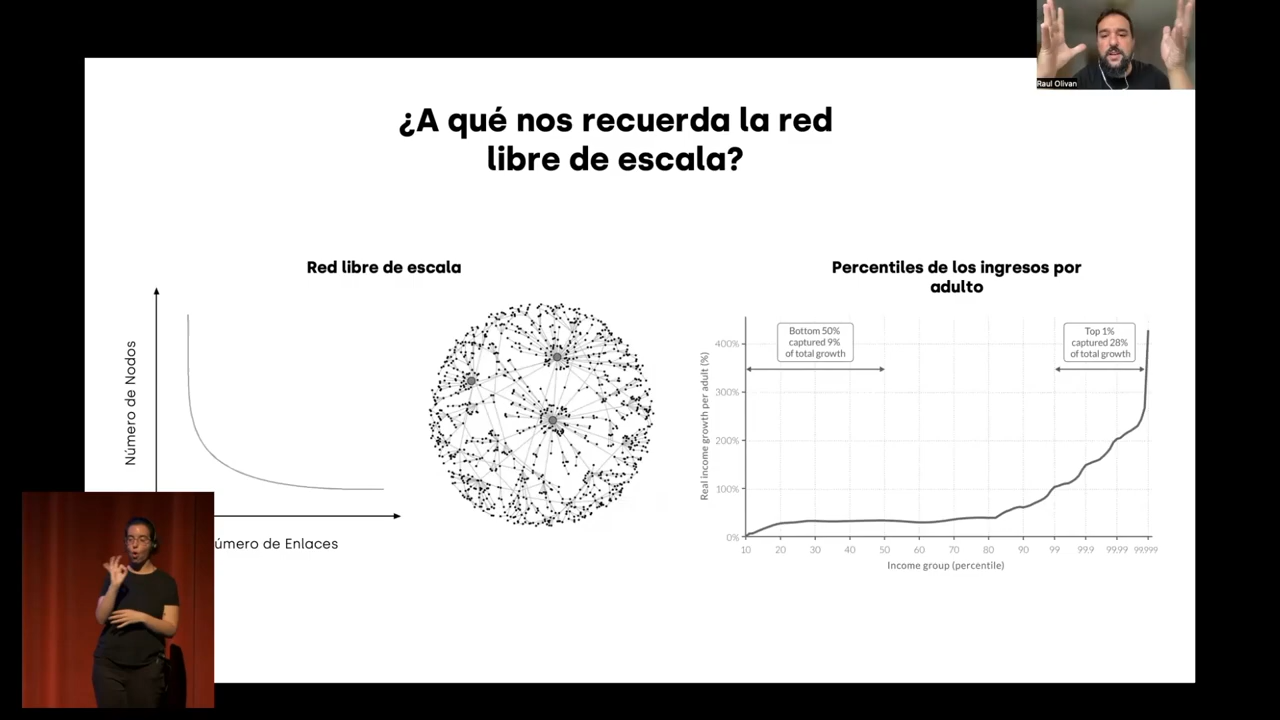 Raul Olivan
¿A qué nos recuerda la red
libre de escala?
Red libre de escala
Número de Nodos
úmero de Enlaces
Percentiles de los ingresos por
adulto
Bottom 50%
captured 9%
of total growth
Top 1%
captured 28%
of total growth
Real income growth per adult (%)
400%
300%
200%
100%
0%
10 20 30 40 50 60 70 80 90 99 99.9 99.99 99.999
Income group (percentile)